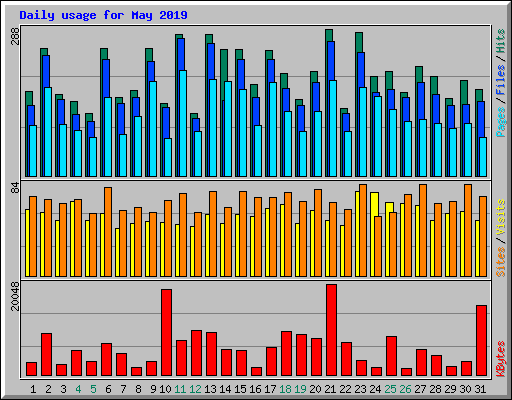 Daily usage for May 2019
288
Pages / Files / Hits
84
Sites / Visits
20048
KBytes
1 2 3 4 5 6 7 8 9 10 11 12 13 14 15 16 17 18 19 20 21 22 23 24 25 26 27 28 29 30 31